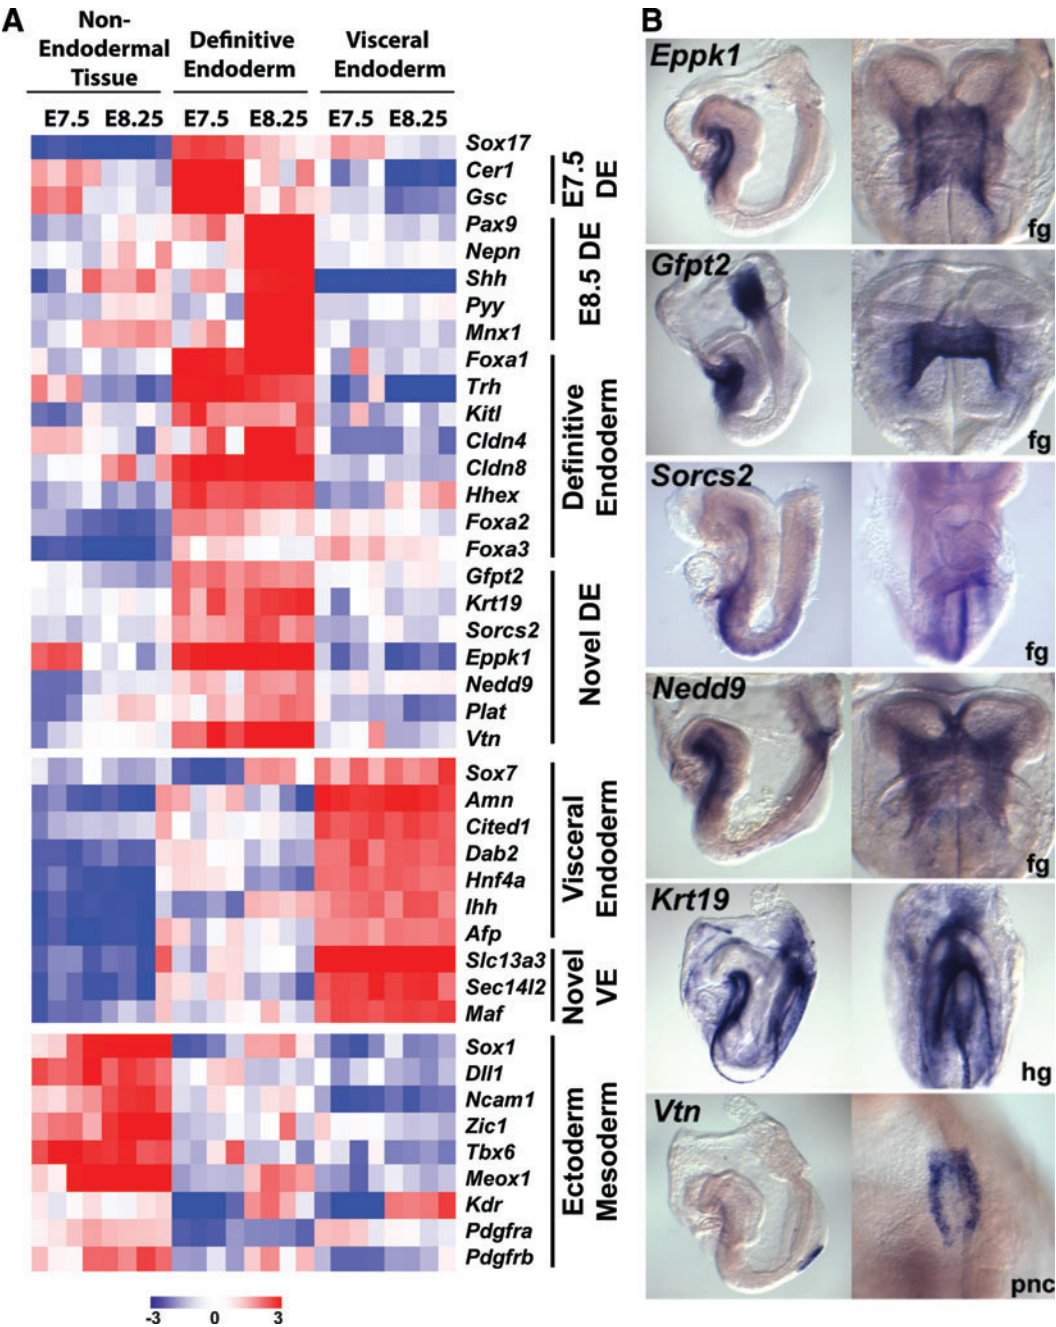 A
Non-
Endodermal
Tissue
Definitive
Endoderm
Visceral
Endoderm
E7.5 E8.25
E7.5 E8.25
E7.5 E8.25
Sox17
Cer1
Gsc
Pax9
Nepn
Shh
Pyy
Mnx1
Foxa1
Trh
Kitl
Cldn4
Cldn8
Hhex
Foxa2
Foxa3
Gfpt2
Krt19
Sorcs2
Eppk1
Nedd9
Plat
Vtn
Sox7
Amn
Cited1
Dab2
Hnf4a
Ihh
Afp
Slc13a3
Sec14l2
Maf
Sox1
Dll1
Ncam1
Zic1
Tbx6
Meox1
Kdr
Pdgfra
Pdgfrb
E7.5
DE
E8.5 DE
Definitive
Endoderm
Novel DE
Visceral
Endoderm
Novel
VE
Ectoderm
Mesoderm
-3 0 3
B
Eppk1
fg
Gfpt2
fg
Sorcs2
fg
Nedd9
fg
Krt19
hg
Vtn
pnc